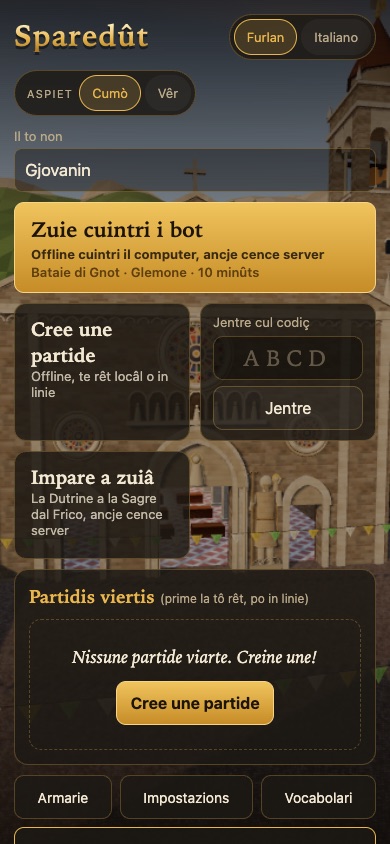 Sparedût
Furlan
Italiano
ASPIET
Cumò
Vêr
Il to non
Gjovanin
Zuie cuintri i bot
Offline cuintri il computer, ancje cence server
Bataie di Gnot · Glemone · 10 minûts
Cree une
partide
Offline, te rêt locâl o in
linie
Jentre cul codiç
ABCD
Jentre
Impare a zuiâ
La Dutrine a la Sagre
dal Frico, ancje cence
server
Partidis viertis (prime la tô rêt, po in linie)
Nissune partide viarte. Creine une!
Cree une partide
Armarie
Impostazions
Vocabolari